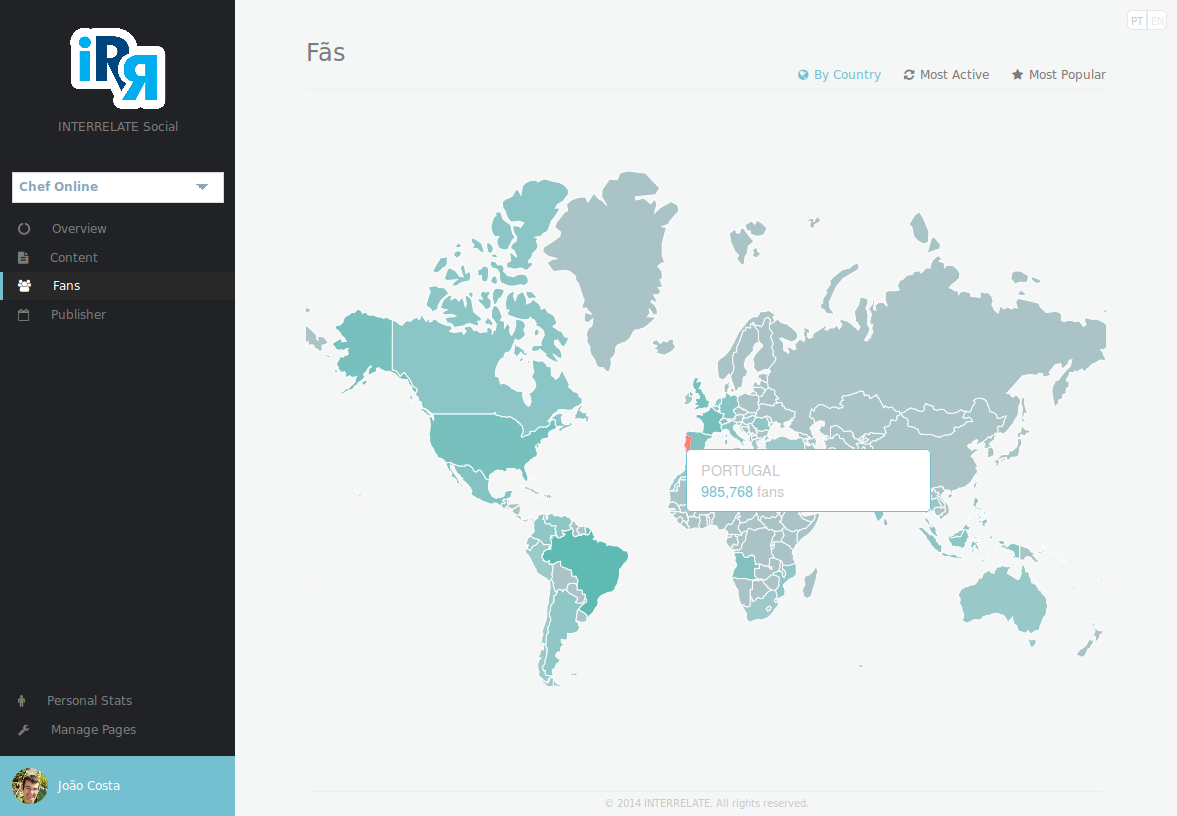 iRR
INTERRELATE Social
Chef Online
Overview
Content
Fans
Publisher
Personal Stats
Manage Pages
João Costa
PT EN
Fãs
By Country Most Active Most Popular
PORTUGAL
985,768 fans
© 2014 INTERRELATE. All rights reserved.